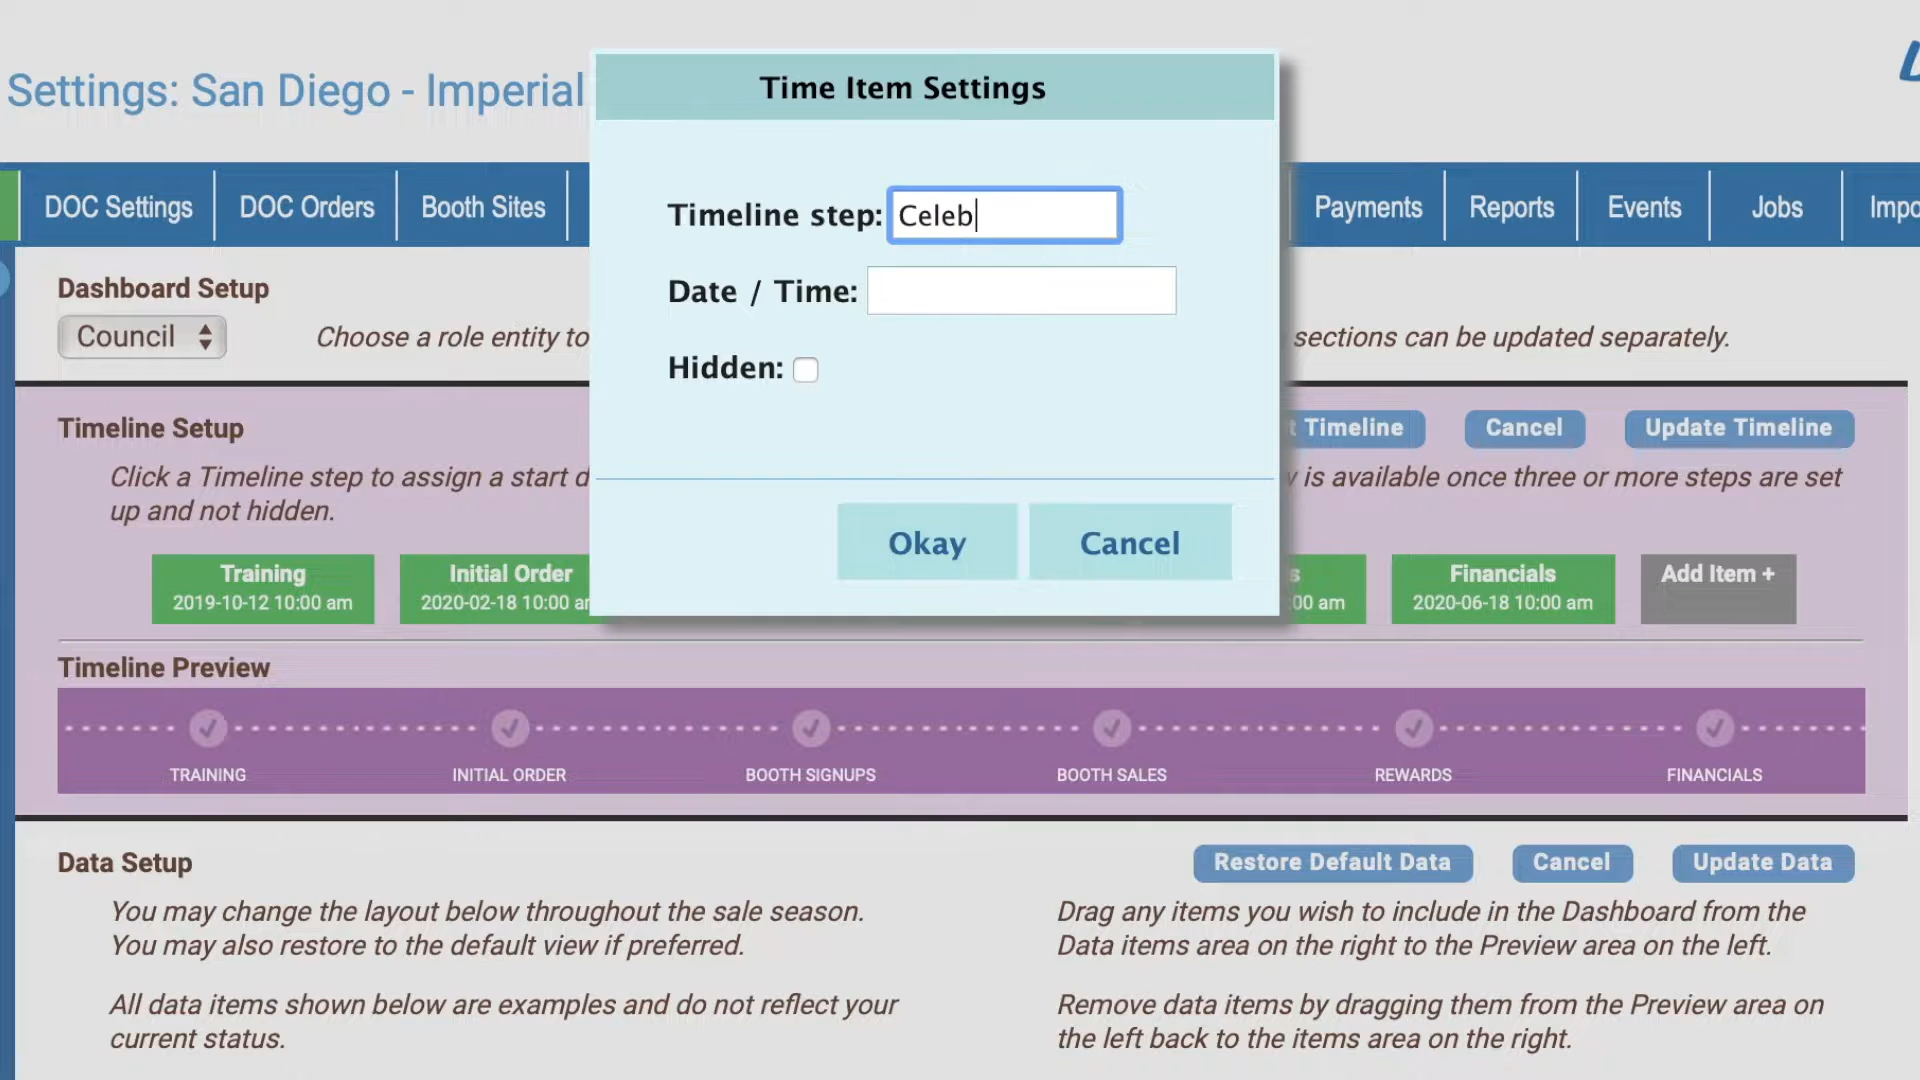 Settings: San Diego - Imperial
Time Item Settings
DOC Settings
DOC Orders
Booth Sites
Payments
Reports
Events
Jobs
Timeline step: Celeb
Date / Time:
Hidden:
Okay
Cancel
Dashboard Setup
Council
Choose a role entity to
sections can be updated separately.
Timeline Setup
Timeline
Cancel
Update Timeline
Click a Timeline step to assign a start
is available once three or more steps are set
up and not hidden.
Training
2019-10-12 10:00 am
Initial Order
2020-02-18 10:00
:00 am
Financials
2020-06-18 10:00 am
Add Item +
Timeline Preview
TRAINING
INITIAL ORDER
BOOTH SIGNUPS
BOOTH SALES
REWARDS
FINANCIALS
Data Setup
Restore Default Data
Cancel
Update Data
You may change the layout below throughout the sale season.
You may also restore to the default view if preferred.
All data items shown below are examples and do not reflect your
current status.
Drag any items you wish to include in the Dashboard from the
Data items area on the right to the Preview area on the left.
Remove data items by dragging them from the Preview area on
the left back to the items area on the right.